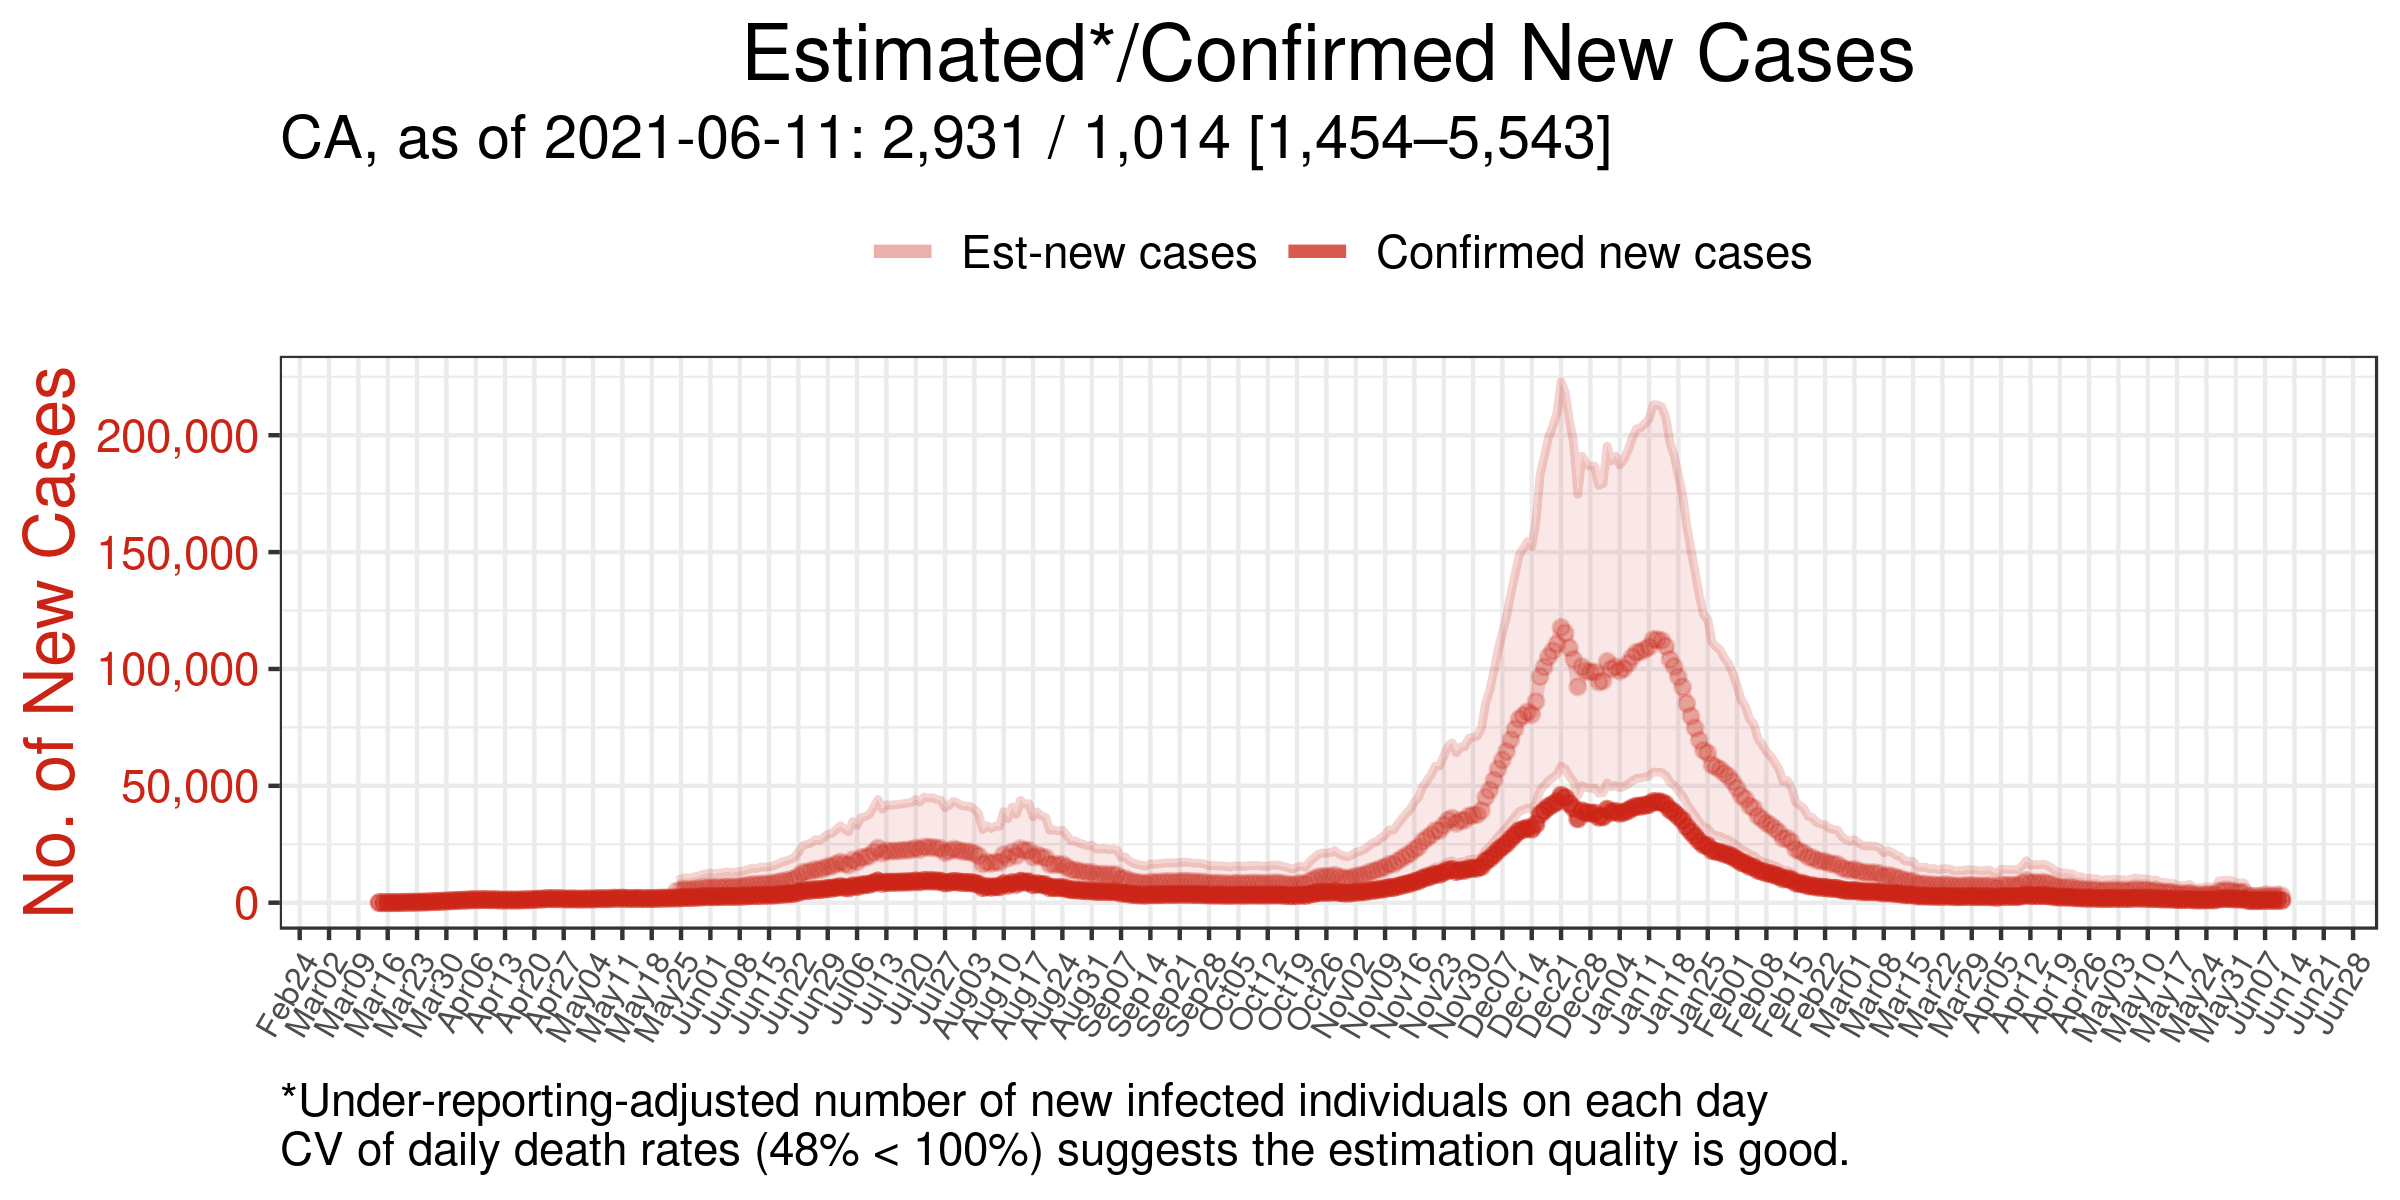 Estimated*/Confirmed New Cases
CA, as of 2021-06-11: 2,931 / 1,014 [1,454–5,543]
Est-new cases
Confirmed new cases
No. of New Cases
200,000
150,000
100,000
50,000
0
Feb24
Mar02
Mar09
Mar16
Mar23
Mar30
Apr06
Apr13
Apr20
Apr27
May04
May11
May18
May25
Jun01
Jun08
Jun15
Jun22
Jun29
Jul06
Jul13
Jul20
Jul27
Aug03
Aug10
Aug17
Aug24
Aug31
Sep07
Sep14
Sep21
Sep28
Oct05
Oct12
Oct19
Oct26
Nov02
Nov09
Nov16
Nov23
Nov30
Dec07
Dec14
Dec21
Dec28
Jan04
Jan11
Jan18
Jan25
Feb01
Feb08
Feb15
Feb22
Mar01
Mar08
Mar15
Mar22
Mar29
Apr05
Apr12
Apr19
Apr26
May03
May10
May17
May24
May31
Jun07
Jun14
Jun21
Jun28
*Under-reporting-adjusted number of new infected individuals on each day
CV of daily death rates (48% < 100%) suggests the estimation quality is good.